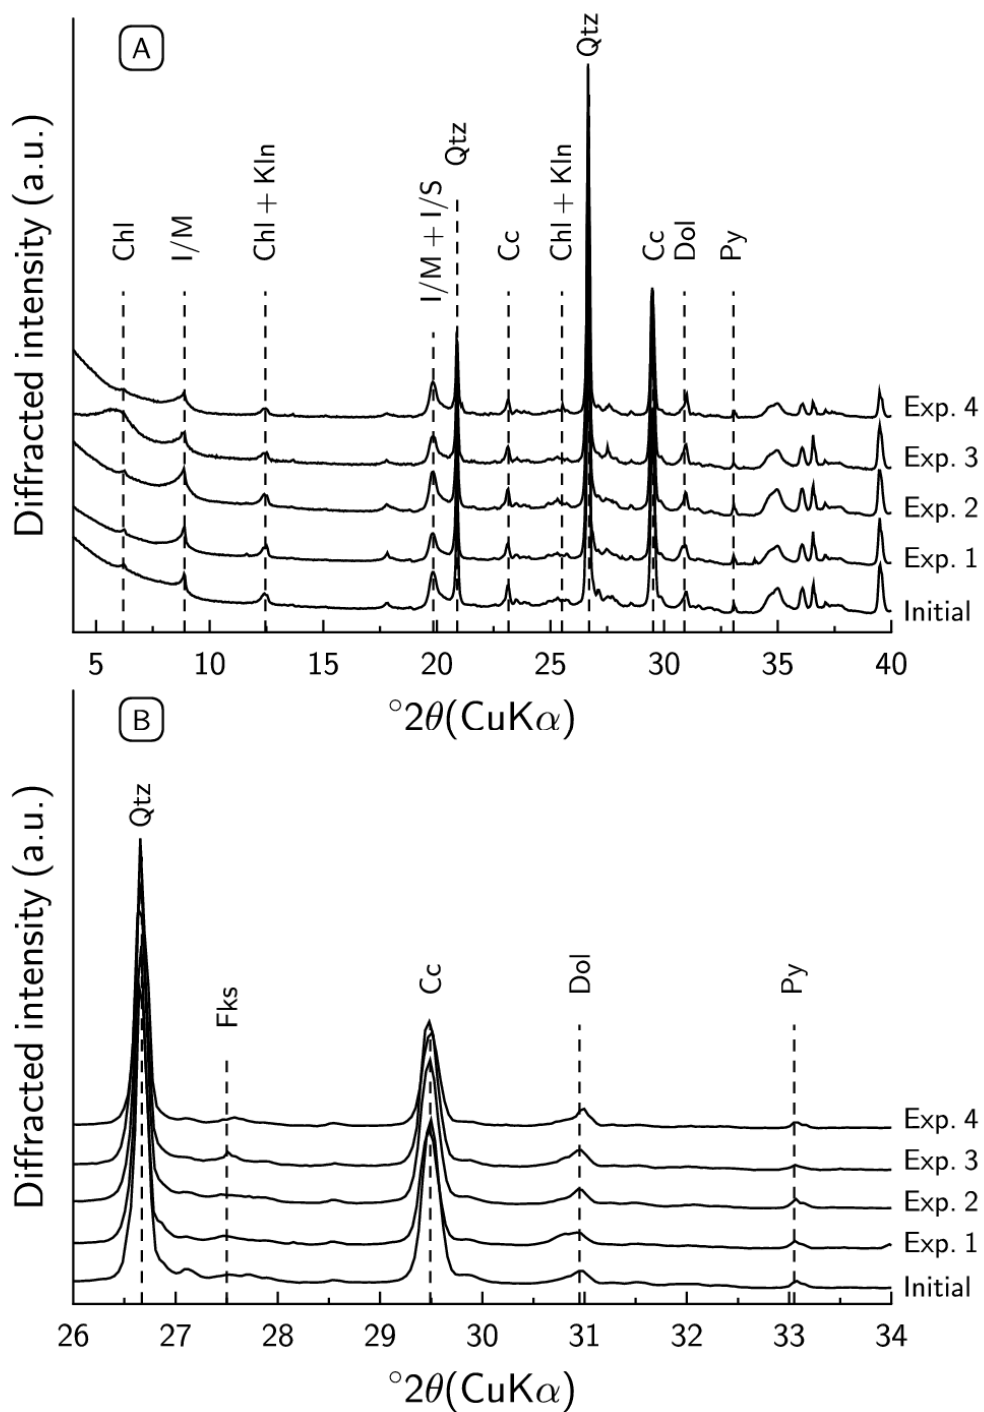 A
Diffracted intensity (a.u.)
Chl
I/M
Chl + Kln
I/M + I/S
Qtz
Cc
Chl + Kln
Qtz
Cc
Dol
Py
Exp. 4
Exp. 3
Exp. 2
Exp. 1
Initial
5 10 15 20 25 30 35 40
°2θ(CuKα)
B
Diffracted intensity (a.u.)
Qtz
Fks
Cc
Dol
Py
Exp. 4
Exp. 3
Exp. 2
Exp. 1
Initial
26 27 28 29 30 31 32 33 34
°2θ(CuKα)